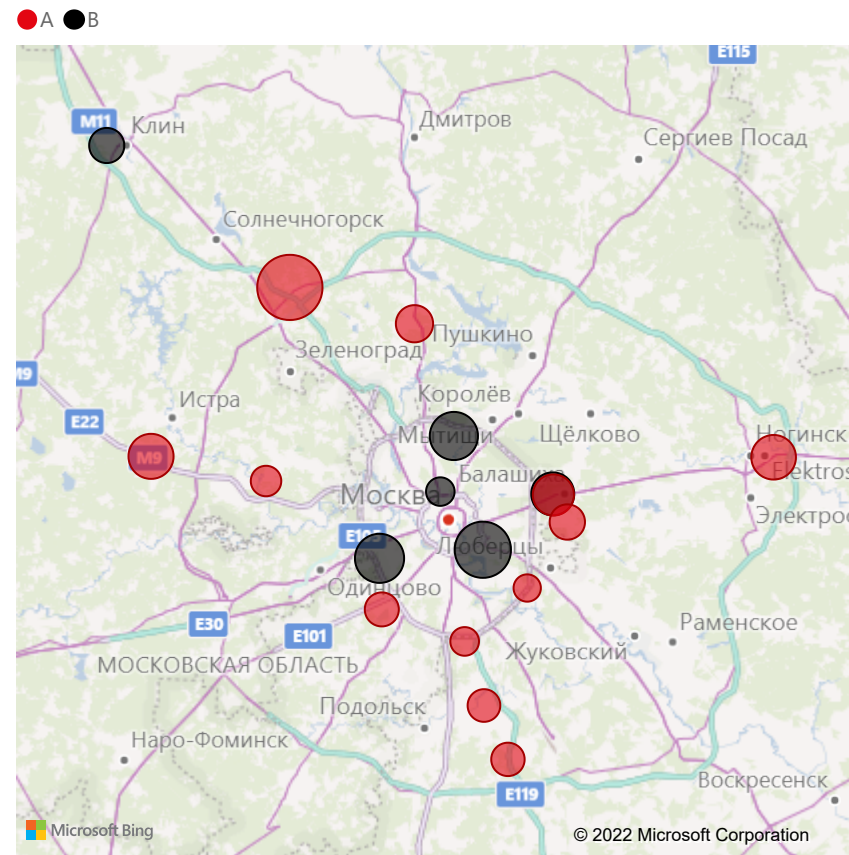 A B
E115
M11
Клин
Дмитров
Сергиев Посад
Солнечногорск
Пушкино
Зеленоград
M9
Королёв
Истра
E22
Мытищи
Щёлково
Ногинск
M9
Балашиха
Elektros
Москва
Электрос
E105
Люберцы
Одинцово
E30
E101
Раменское
Жуковский
МОСКОВСКАЯ ОБЛАСТЬ
Подольск
Наро-Фоминск
Воскресенск
E119
Microsoft Bing
© 2022 Microsoft Corporation